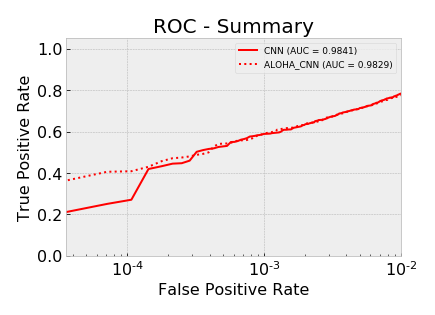 ROC - Summary
CNN (AUC = 0.9841)
ALOHA_CNN (AUC = 0.9829)
True Positive Rate
1.0
0.8
0.6
0.4
0.2
0.0
10⁻⁴ 10⁻³ 10⁻²
False Positive Rate